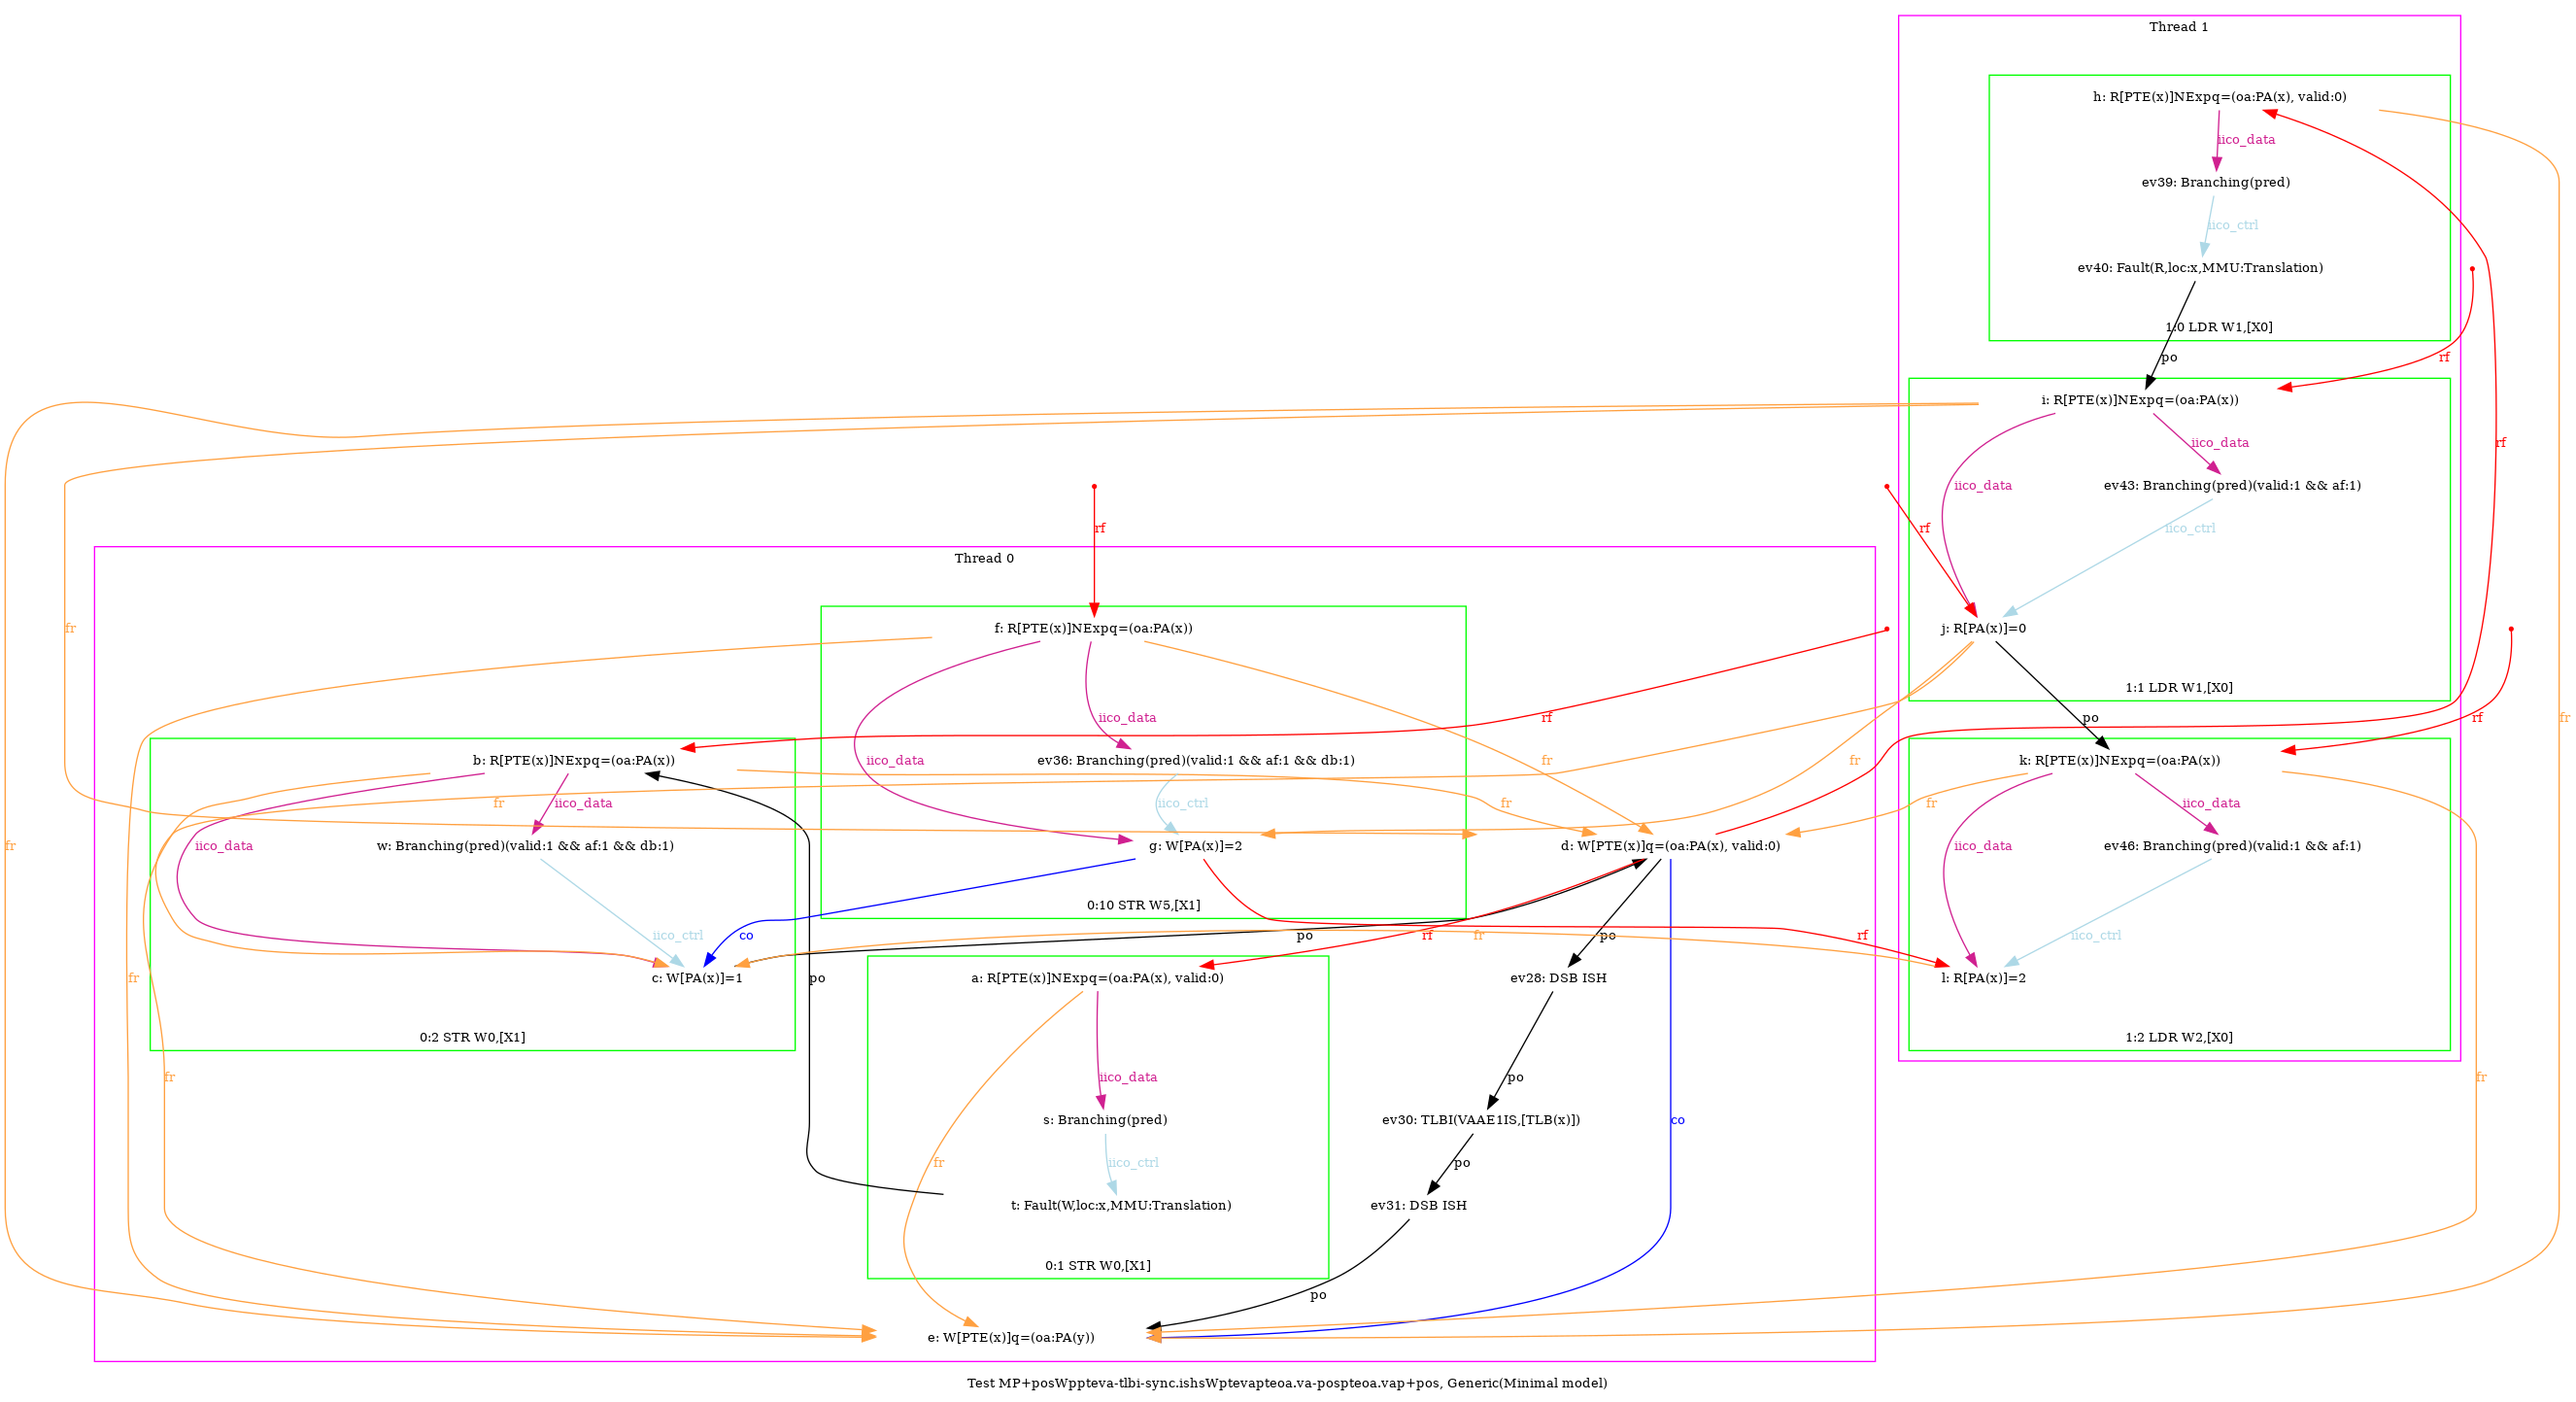 Thread 1
h: R[PTE(x)]NExpq=(oa:PA(x), valid:0)
iico_data
ev39: Branching(pred)
iico_ctrl
ev40: Fault(R,loc:x,MMU:Translation)
1:0 LDR W1,[X0]
po
rf
i: R[PTE(x)]NExpq=(oa:PA(x))
iico_data
rf
iico_data
ev43: Branching(pred)(valid:1 && af:1)
rf
rf
iico_ctrl
Thread 0
fr
f: R[PTE(x)]NExpq=(oa:PA(x))
j: R[PA(x)]=0
1:1 LDR W1,[X0]
iico_data
rf
po
rf
fr
iico_data
fr
fr
b: R[PTE(x)]NExpq=(oa:PA(x))
ev36: Branching(pred)(valid:1 && af:1 && db:1)
k: R[PTE(x)]NExpq=(oa:PA(x))
fr
iico_data
iico_ctrl
fr
fr
iico_data
fr
iico_data
w: Branching(pred)(valid:1 && af:1 && db:1)
g: W[PA(x)]=2
d: W[PTE(x)]q=(oa:PA(x), valid:0)
iico_data
ev46: Branching(pred)(valid:1 && af:1)
0:10 STR W5,[X1]
iico_ctrl
co
po
rf
fr
po
rf
iico_ctrl
fr
c: W[PA(x)]=1
po
a: R[PTE(x)]NExpq=(oa:PA(x), valid:0)
ev28: DSB ISH
l: R[PA(x)]=2
0:2 STR W0,[X1]
1:2 LDR W2,[X0]
fr
iico_data
po
fr
s: Branching(pred)
ev30: TLBI(VAAE1IS,[TLB(x)])
co
fr
iico_ctrl
po
t: Fault(W,loc:x,MMU:Translation)
ev31: DSB ISH
0:1 STR W0,[X1]
po
e: W[PTE(x)]q=(oa:PA(y))
Test MP+posWppteva-tlbi-sync.ishsWptevapteoa.va-pospteoa.vap+pos, Generic(Minimal model)